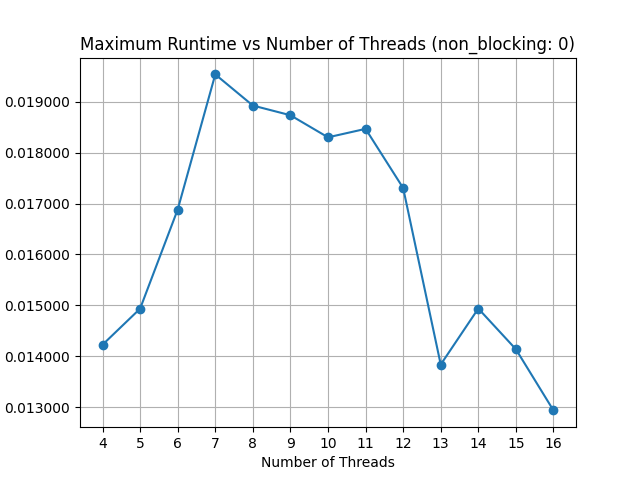 Maximum Runtime vs Number of Threads (non_blocking: 0)
0.019000
0.018000
0.017000
0.016000
0.015000
0.014000
0.013000
4 5 6 7 8 9 10 11 12 13 14 15 16
Number of Threads